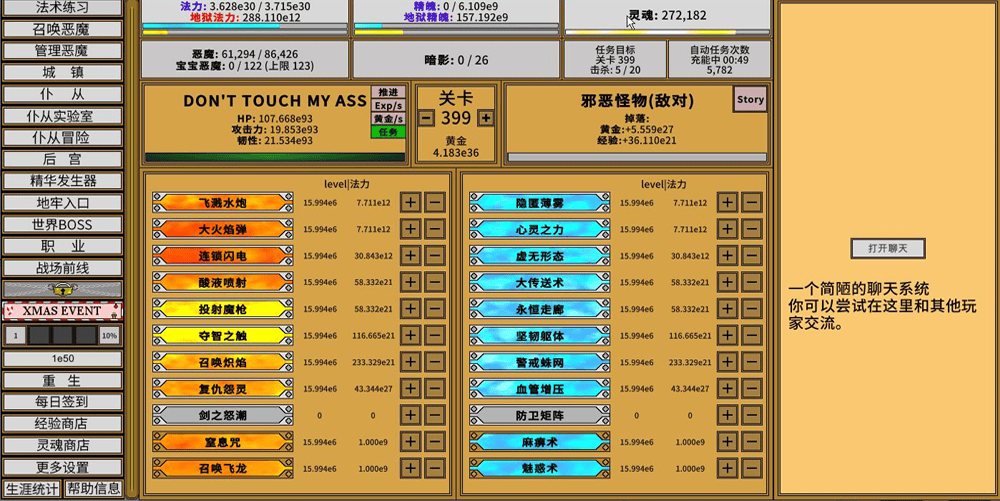 法术练习
召唤恶魔
管理恶魔
城 镇
仆 从
仆从实验室
仆从冒险
后 宫
精华发生器
地牢入口
世界BOSS
职 业
战场前线
XMAS EVENT
1
10%
1e50
重 生
每日签到
经验商店
灵魂商店
更多设置
生涯统计 帮助信息
法力: 3.628e30 / 3.715e30
地狱法力: 288.110e12
精魄: 0 / 6.109e9
地狱精魄: 157.192e9
灵魂: 272,182
恶魔: 61,294 / 86,426
宝宝恶魔: 0 / 122 (上限 123)
暗影: 0 / 26
任务目标
关卡 399
击杀: 5 / 20
自动任务次数
充能中 00:49
5,782
DON'T TOUCH MY ASS
HP: 107.668e93
攻击力: 19.853e93
韧性: 21.534e93
推进
Exp/s
黄金/s
任务
关卡
399
黄金
4.183e36
邪恶怪物(敌对)
Story
掉落:
黄金:+5.559e27
经验:+36.110e21
level|法力
飞溅水炮 15.994e6 7.711e12
大火焰弹 15.994e6 7.711e12
连锁闪电 15.994e6 30.843e12
酸液喷射 15.994e6 58.332e21
投射魔枪 15.994e6 58.332e21
夺智之触 15.994e6 116.665e21
召唤炽焰 15.994e6 233.329e21
复仇怨灵 15.994e6 43.344e27
剑之怒潮 0 0
窒息咒 15.994e6 1.000e9
召唤飞龙 15.994e6 1.000e9
level|法力
隐匿薄雾 15.994e6 7.711e12
心灵之力 15.994e6 7.711e12
虚无形态 15.994e6 30.843e12
大传送术 15.994e6 58.332e21
永恒走廊 15.994e6 58.332e21
坚韧躯体 15.994e6 116.665e21
警戒蛛网 15.994e6 233.329e21
血管增压 15.994e6 43.344e27
防卫矩阵 0 0
麻痹术 15.994e6 1.000e9
魅惑术 15.994e6 1.000e9
打开聊天
一个简陋的聊天系统
你可以尝试在这里和其他玩
家交流。